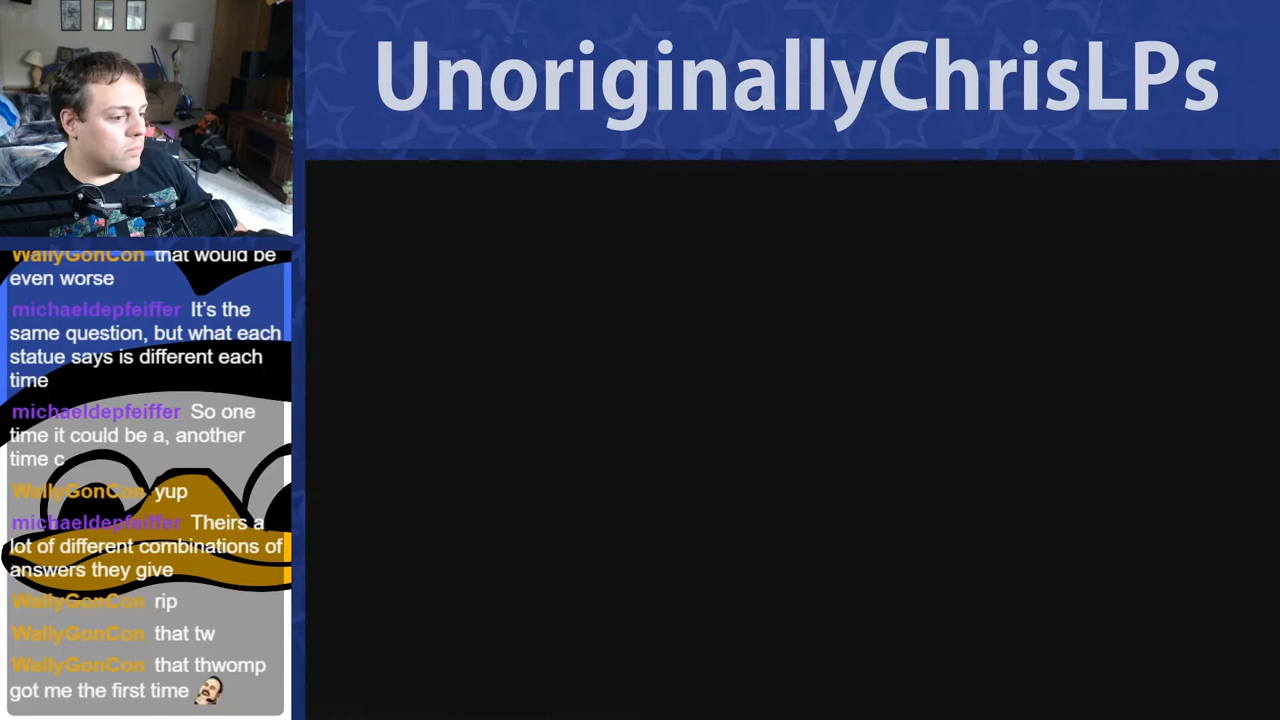 UnoriginallyChrisLPs
WallyGonCon that would be
even worse
michaeldepfeiffer It's the
same question, but what each
statue says is different each
time
michaeldepfeiffer So one
time it could be a, another
time c
WallyGonCon yup
michaeldepfeiffer Theirs a
lot of different combinations of
answers they give
WallyGonCon rip
WallyGonCon that tw
WallyGonCon that thwomp
got me the first time